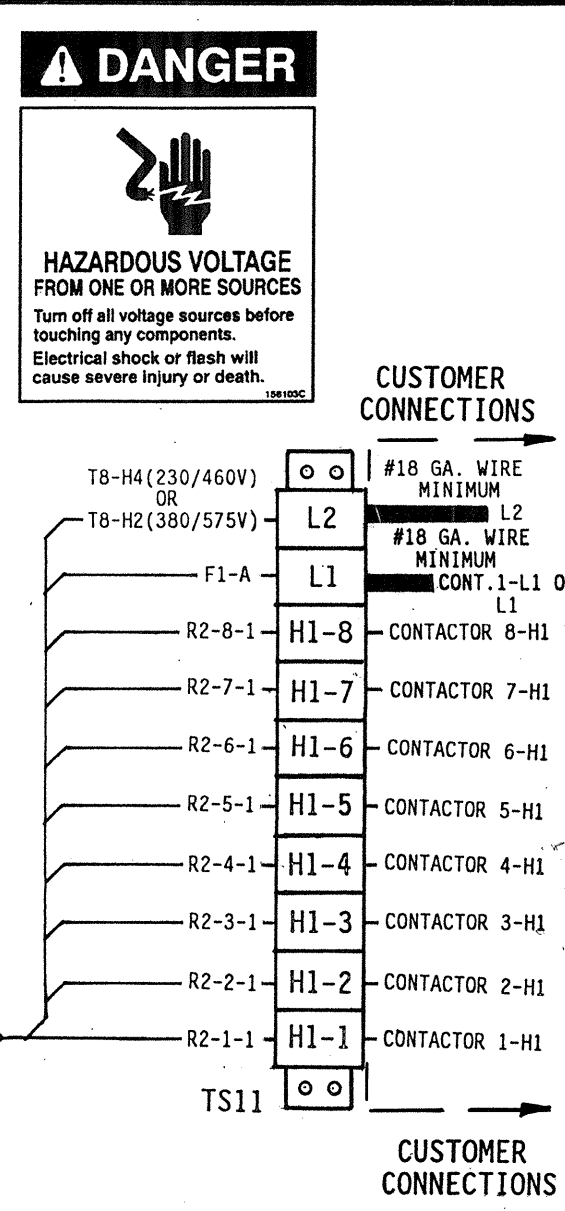 DANGER
HAZARDOUS VOLTAGE
FROM ONE OR MORE SOURCES
Turn off all voltage sources before
touching any components.
Electrical shock or flash will
cause severe injury or death.
156103C
CUSTOMER
CONNECTIONS
T8-H4(230/460V)
OR
T8-H2(380/575V)
L2
#18 GA. WIRE
MINIMUM
L2
F1-A
L1
#18 GA. WIRE
MINIMUM
CONT.1-L1 O
L1
R2-8-1 H1-8 CONTACTOR 8-H1
R2-7-1 H1-7 CONTACTOR 7-H1
R2-6-1 H1-6 CONTACTOR 6-H1
R2-5-1 H1-5 CONTACTOR 5-H1
R2-4-1 H1-4 CONTACTOR 4-H1
R2-3-1 H1-3 CONTACTOR 3-H1
R2-2-1 H1-2 CONTACTOR 2-H1
R2-1-1 H1-1 CONTACTOR 1-H1
TS11
CUSTOMER
CONNECTIONS